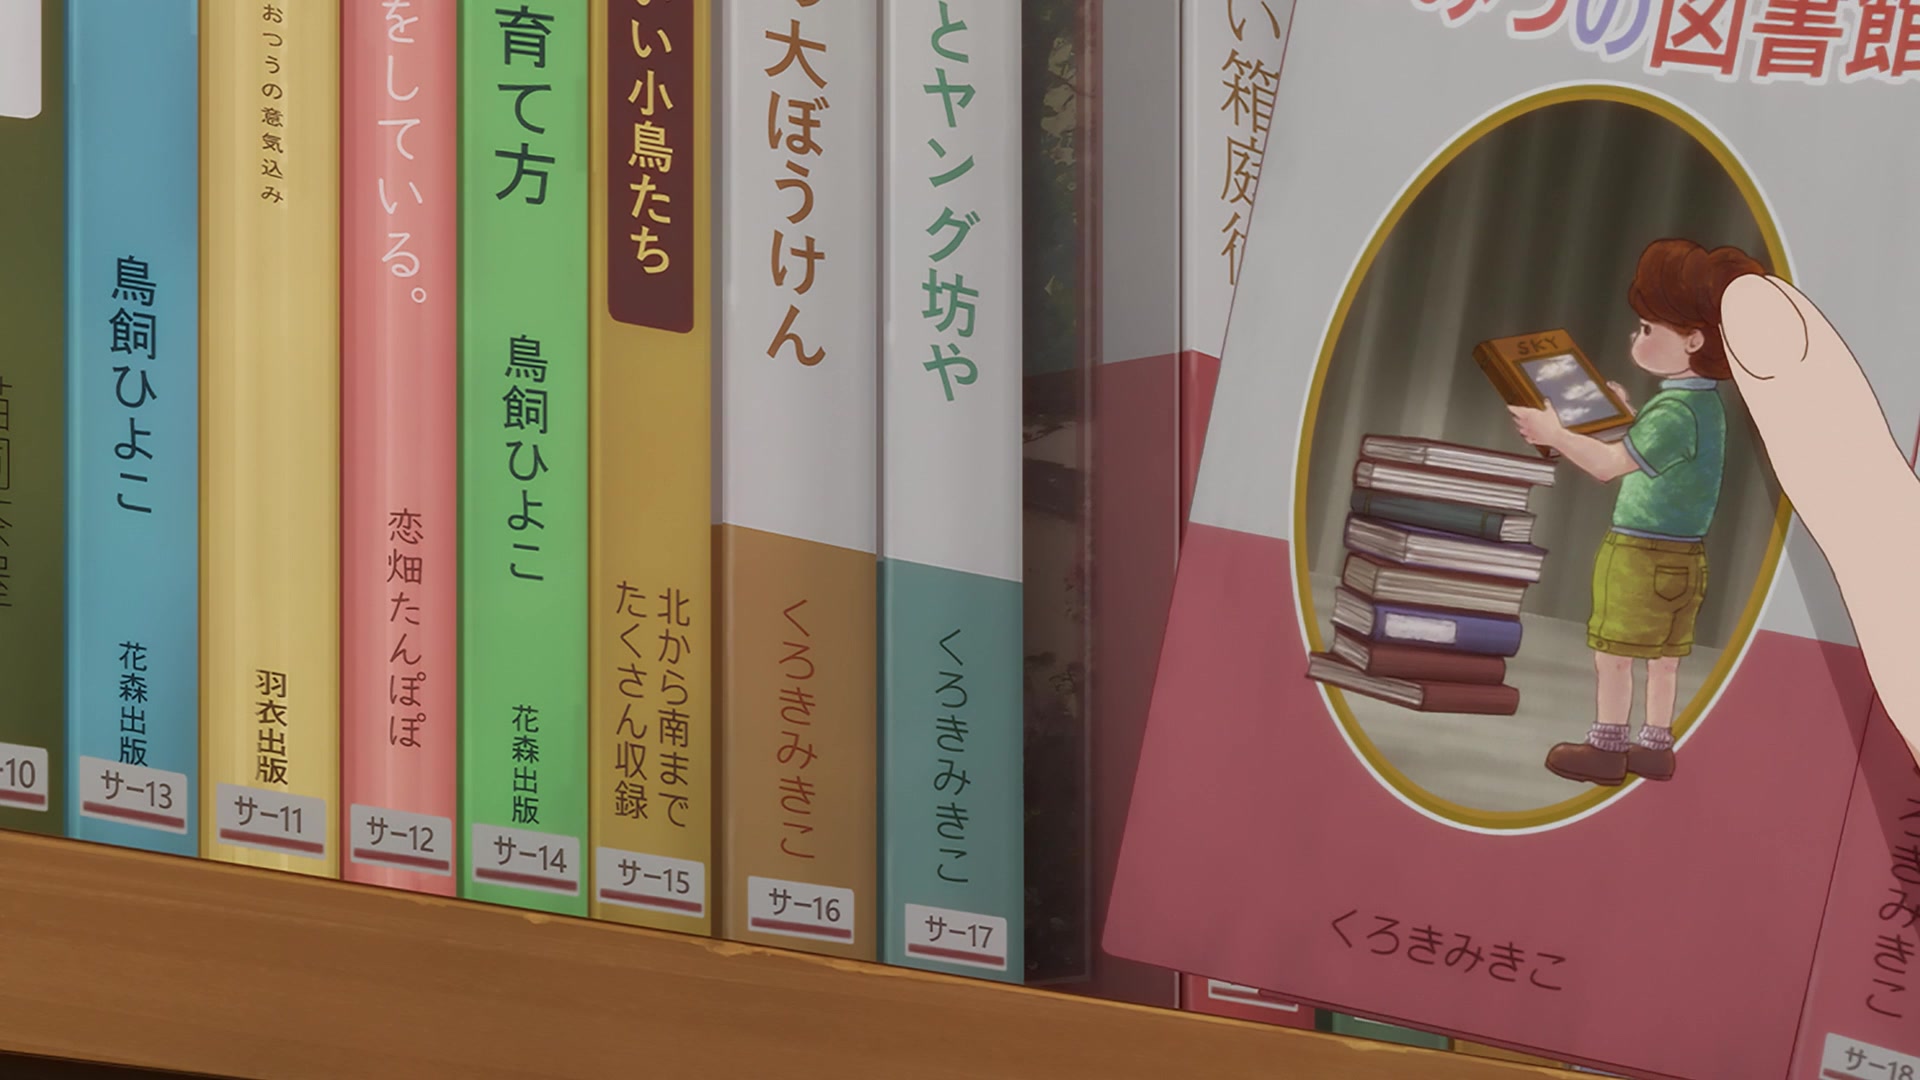 -10
鳥飼ひよこ
花森出版
サ-13
おつうの意気込み
羽衣出版
サ-11
をしている。
恋畑たんぽぽ
サ-12
育て方
鳥飼ひよこ
花森出版
サ-14
い小鳥たち
北から南まで
たくさん収録
サ-15
大ぼうけん
くろきみきこ
サ-16
とヤング坊や
くろきみきこ
サ-17
い箱庭
の図書館
SKY
くろきみきこ
きみきこ
サ-18